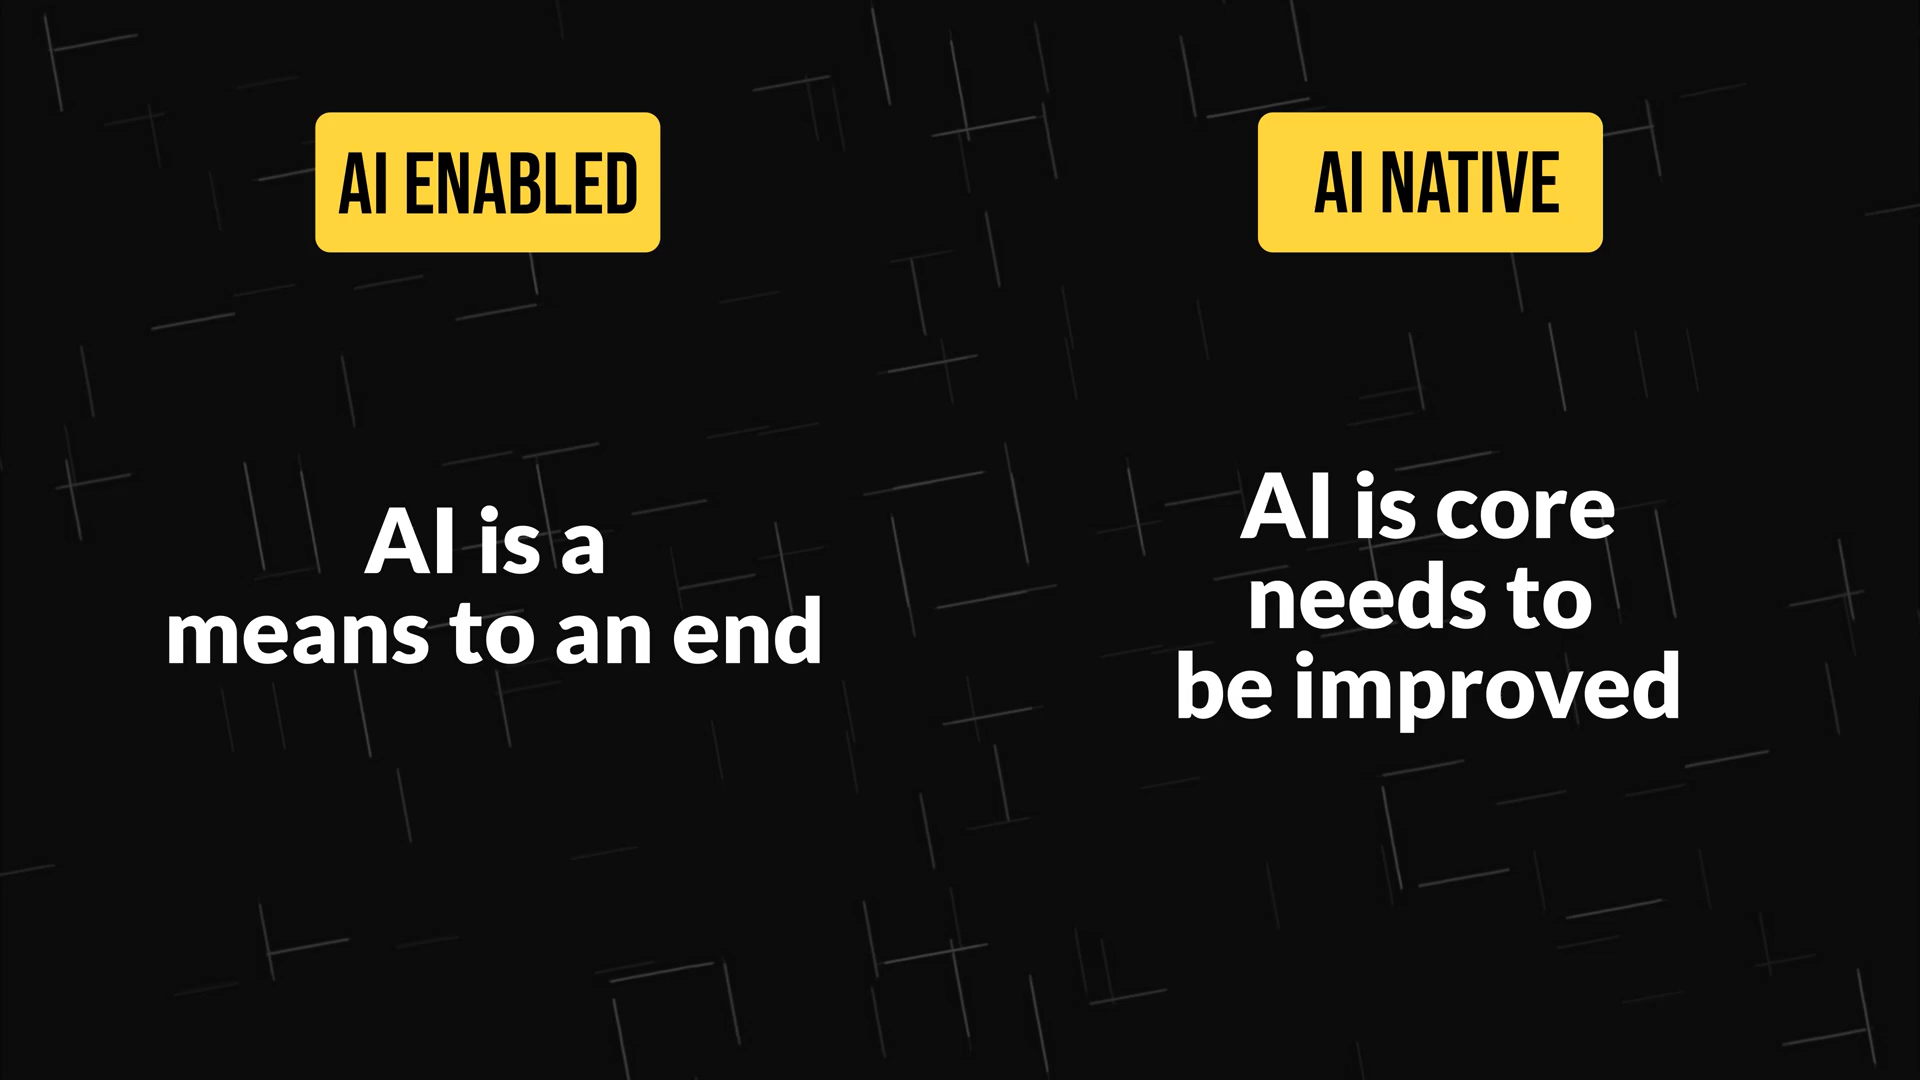 AI ENABLED
AI NATIVE
AI is a
means to an end
AI is core
needs to
be improved